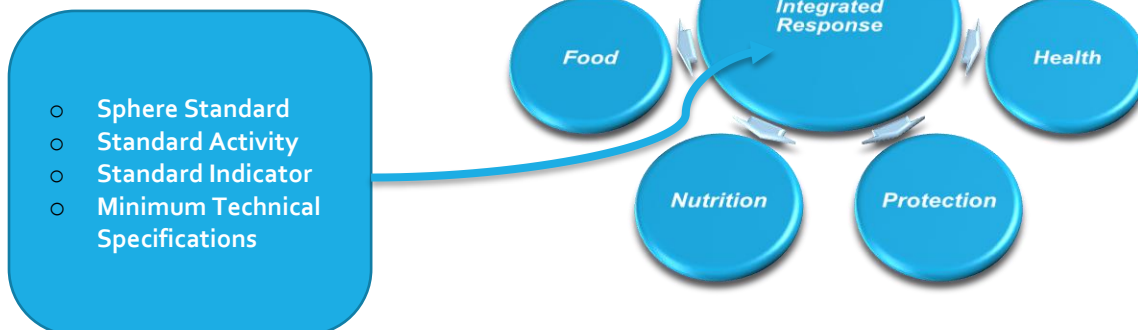 o Sphere Standard
o Standard Activity
o Standard Indicator
o Minimum Technical
Specifications
Integrated
Response
Food
Health
Nutrition
Protection